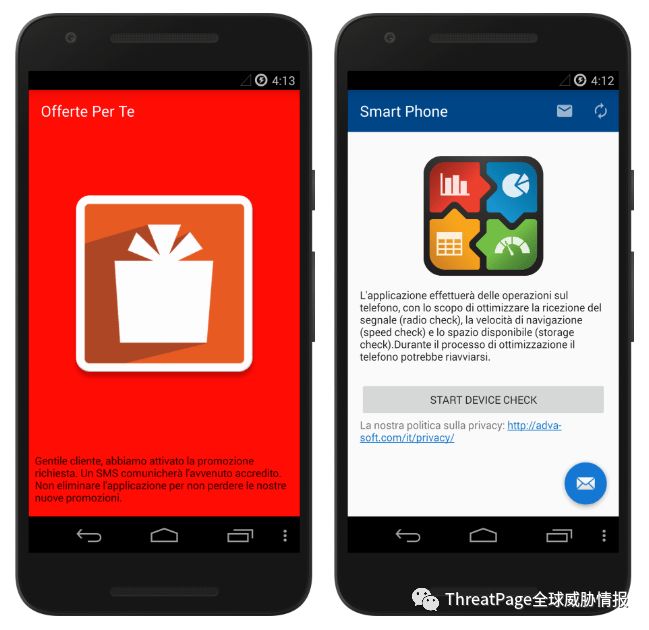 4:13
Offerte Per Te
Gentile cliente, abbiamo attivato la promozione
richiesta. Un SMS comunicherà l'avvenuto accredito.
Non eliminare l'applicazione per non perdere le nostre
nuove promozioni.
4:12
Smart Phone
L'applicazione effettuerà delle operazioni sul
telefono, con lo scopo di ottimizzare la ricezione del
segnale (radio check), la velocità di navigazione
(speed check) e lo spazio disponibile (storage
check).Durante il processo di ottimizzazione il
telefono potrebbe riavviarsi.
START DEVICE CHECK
La nostra politica sulla privacy: http://adva-
soft.com/it/privacy/
ThreatPage全球威胁情报